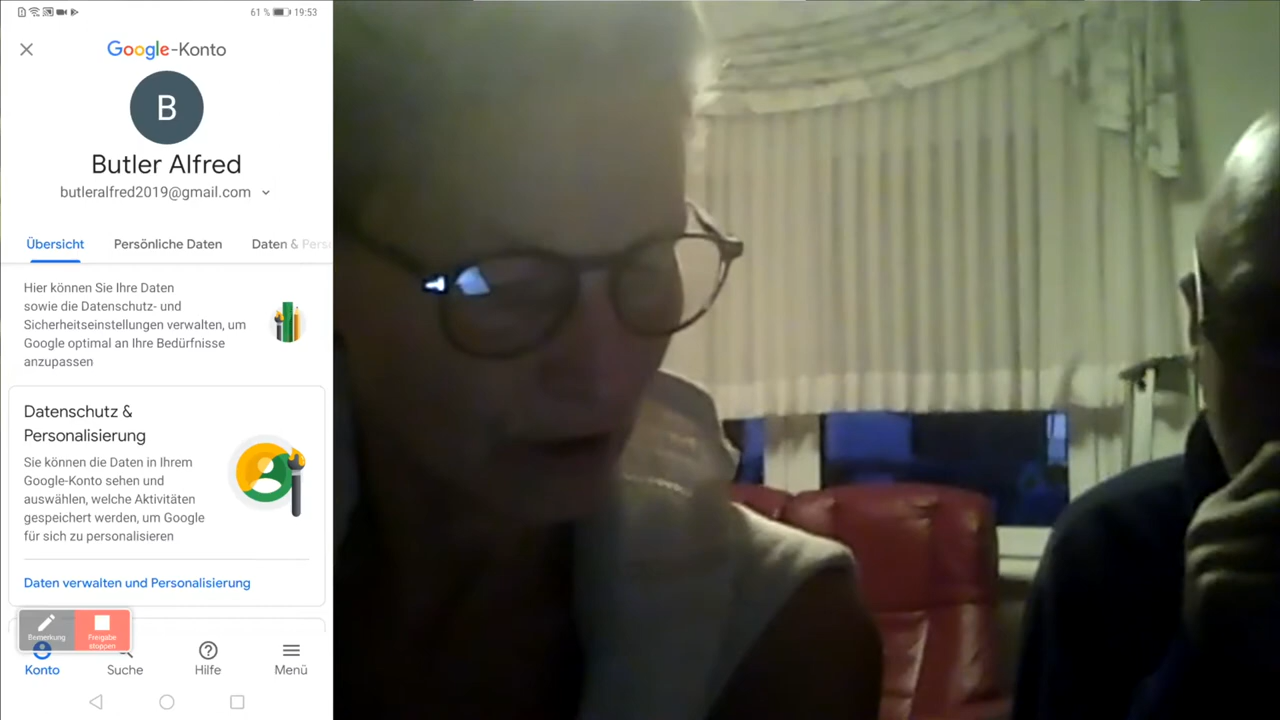 61 % 19:53
Google-Konto
B
Butler Alfred
butleralfred2019@gmail.com
Übersicht Persönliche Daten Daten & Perso
Hier können Sie Ihre Daten
sowie die Datenschutz- und
Sicherheitseinstellungen verwalten, um
Google optimal an Ihre Bedürfnisse
anzupassen
Datenschutz &
Personalisierung
Sie können die Daten in Ihrem
Google-Konto sehen und
auswählen, welche Aktivitäten
gespeichert werden, um Google
für sich zu personalisieren
Daten verwalten und Personalisierung
Bemerkung Freigabe
stoppen
Konto Suche Hilfe Menü